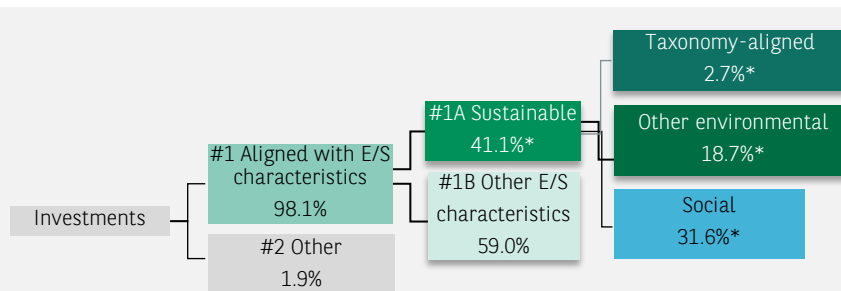 Taxonomy-aligned
2.7%*
#1A Sustainable
41.1%*
Other environmental
18.7%*
#1 Aligned with E/S
characteristics
98.1%
#1B Other E/S
characteristics
59.0%
Social
31.6%*
Investments
#2 Other
1.9%